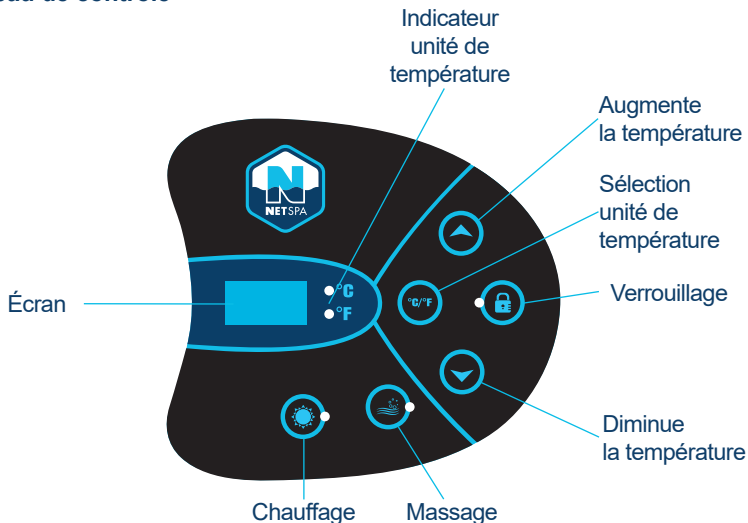 Indicateur
unité de
température
Augmente
la température
Sélection
unité de
température
NETSPA
°C
°F
°C/°F
Écran
Verrouillage
Diminue
la température
Chauffage
Massage